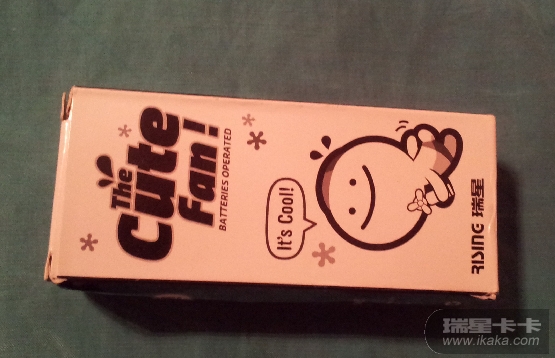 The
Cute
Fan!
BATTERIES OPERATED
It's Cool!
RISING 瑞星
瑞星卡卡
www.ikaka.com